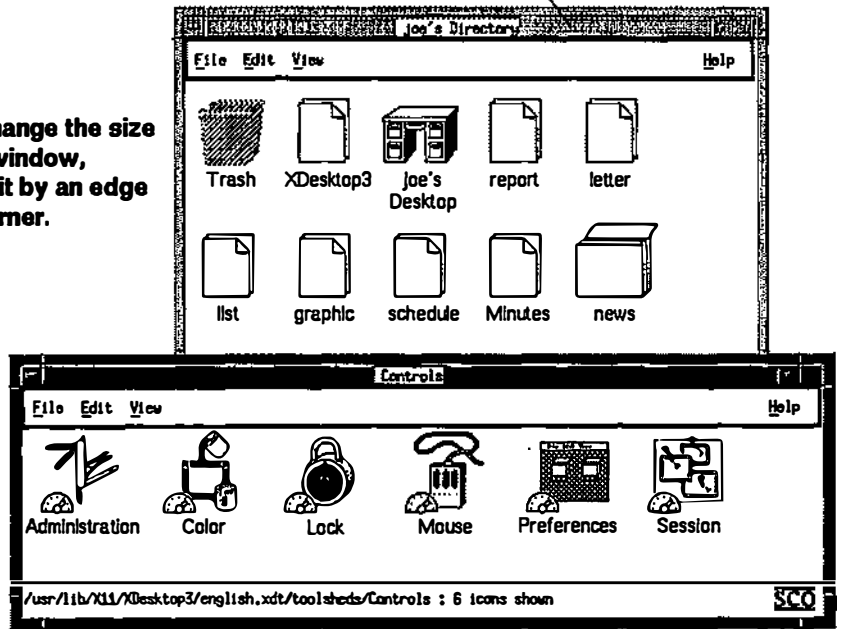 joe's Directory
File Edit View Help
hange the size
window,
it by an edge
rner.
Trash XDesktop3 joe's Desktop report letter
list graphic schedule Minutes news
Controls
File Edit View Help
Administration Color Lock Mouse Preferences Session
/usr/lib/X11/XDesktop3/english.xdt/toolsheds/Controls : 6 icons shown SCO